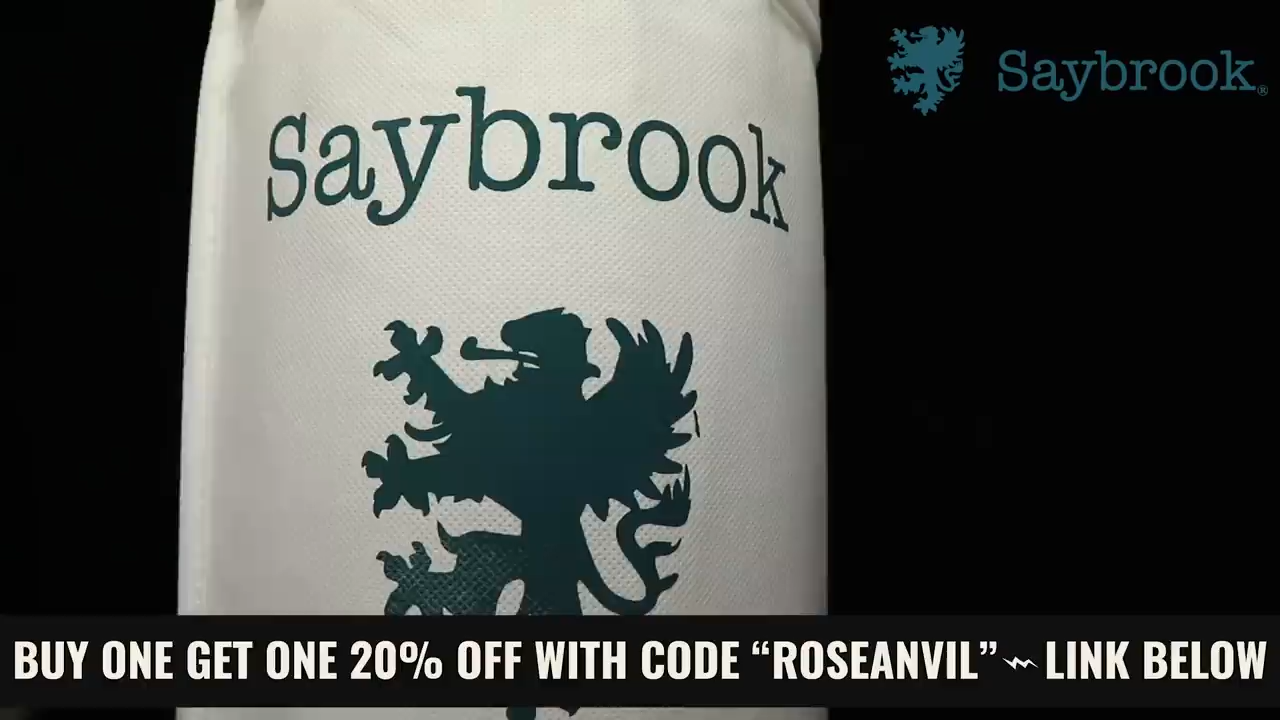 Saybrook
Saybrook®
BUY ONE GET ONE 20% OFF WITH CODE “ROSEANVIL” LINK BELOW